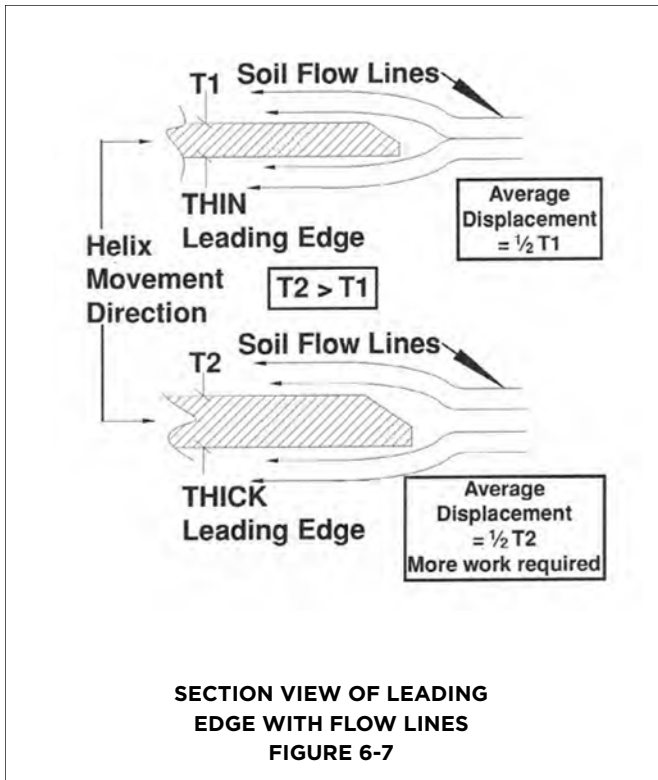 Soil Flow Lines
T1
THIN
Leading Edge
Average
Displacement
= ½ T1
Helix
Movement
Direction
T2 > T1
Soil Flow Lines
T2
THICK
Leading Edge
Average
Displacement
= ½ T2
More work required
SECTION VIEW OF LEADING
EDGE WITH FLOW LINES
FIGURE 6-7